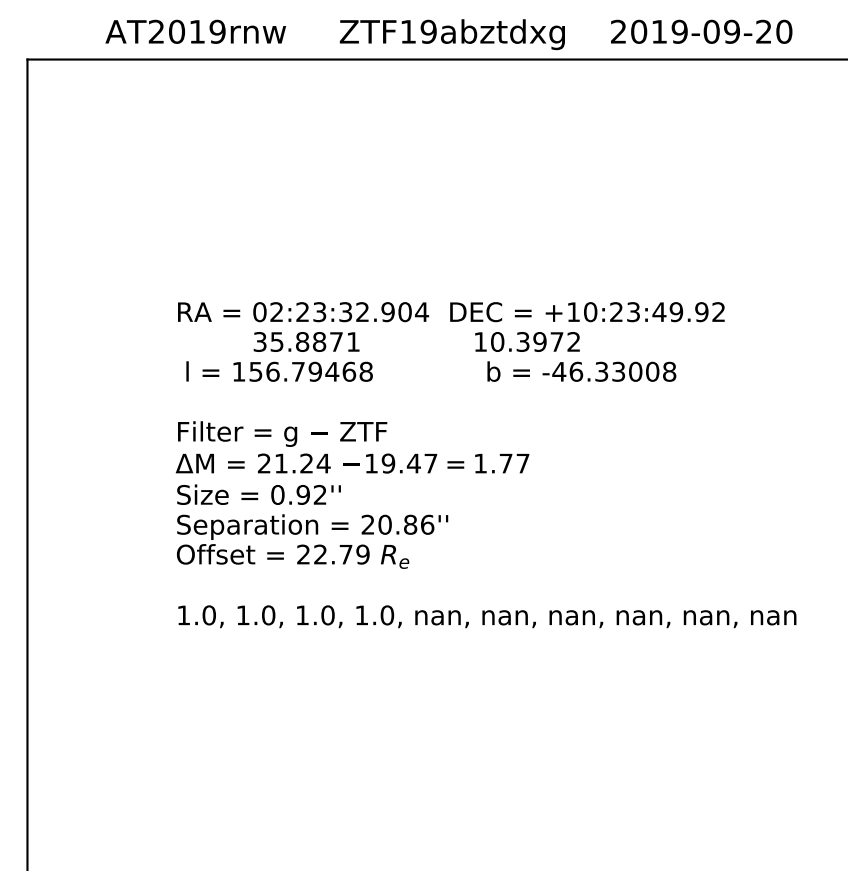 AT2019rnw ZTF19abztdxg 2019-09-20
RA = 02:23:32.904 DEC = +10:23:49.92
35.8871 10.3972
l = 156.79468 b = -46.33008
Filter = g − ZTF
ΔM = 21.24 −19.47 = 1.77
Size = 0.92''
Separation = 20.86''
Offset = 22.79 Rₑ
1.0, 1.0, 1.0, 1.0, nan, nan, nan, nan, nan, nan